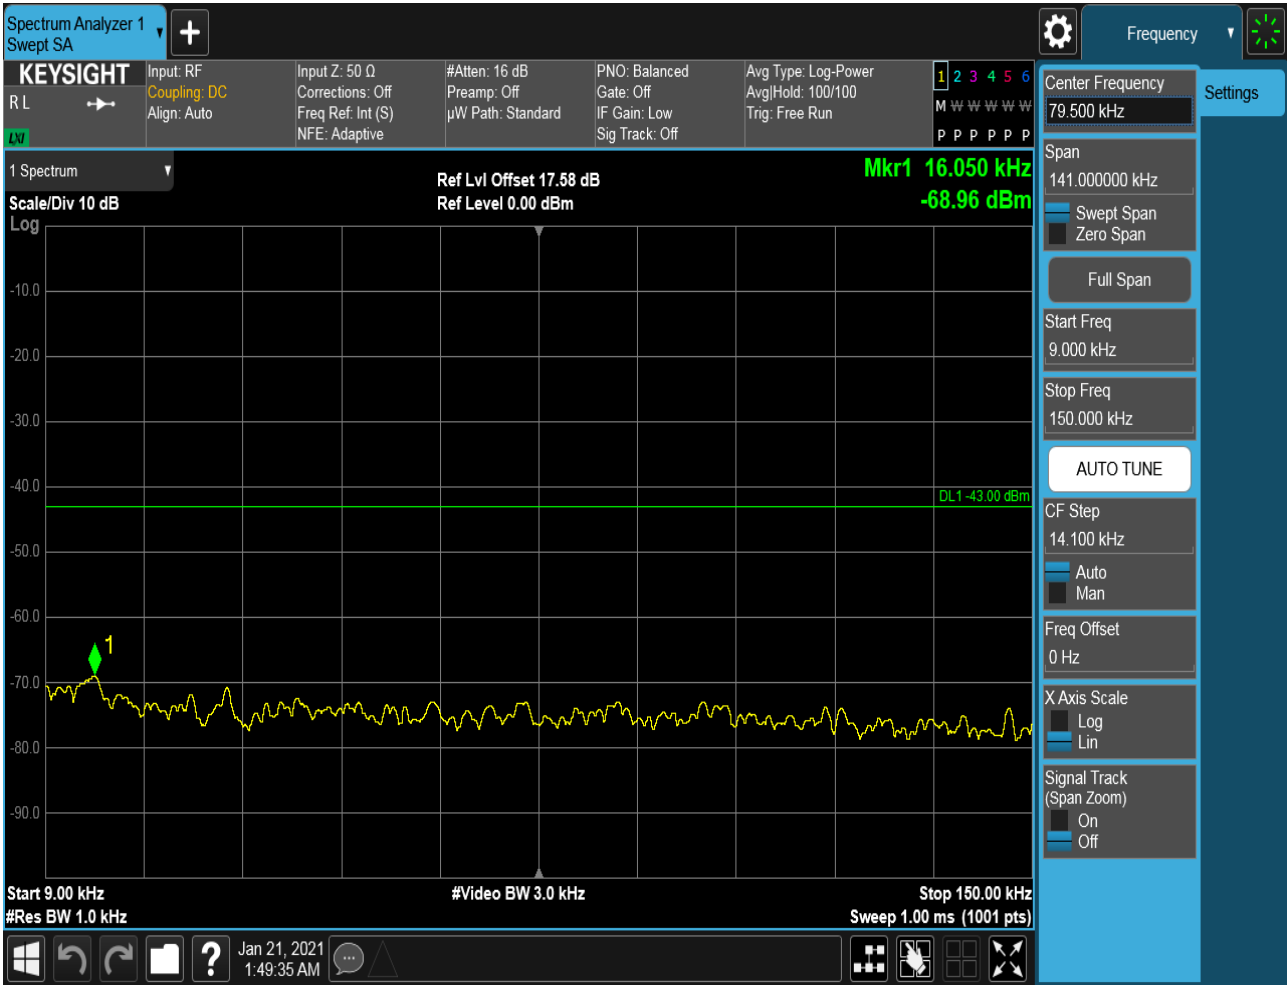 Spectrum Analyzer 1
Swept SA
Frequency
KEYSIGHT
R L
LXI
Input: RF
Coupling: DC
Align: Auto
Input Z: 50 Ω
Corrections: Off
Freq Ref: Int (S)
NFE: Adaptive
#Atten: 16 dB
Preamp: Off
µW Path: Standard
PNO: Balanced
Gate: Off
IF Gain: Low
Sig Track: Off
Avg Type: Log-Power
Avg|Hold: 100/100
Trig: Free Run
1 2 3 4 5 6
M W W W W W
P P P P P P
1 Spectrum
Scale/Div 10 dB
Log
Ref Lvl Offset 17.58 dB
Ref Level 0.00 dBm
Mkr1 16.050 kHz
-68.96 dBm
-10.0
-20.0
-30.0
-40.0
DL1 -43.00 dBm
-50.0
-60.0
1
-70.0
-80.0
-90.0
Start 9.00 kHz
#Res BW 1.0 kHz
#Video BW 3.0 kHz
Stop 150.00 kHz
Sweep 1.00 ms (1001 pts)
Center Frequency
79.500 kHz
Settings
Span
141.000000 kHz
Swept Span
Zero Span
Full Span
Start Freq
9.000 kHz
Stop Freq
150.000 kHz
AUTO TUNE
CF Step
14.100 kHz
Auto
Man
Freq Offset
0 Hz
X Axis Scale
Log
Lin
Signal Track
(Span Zoom)
On
Off
?
Jan 21, 2021
1:49:35 AM